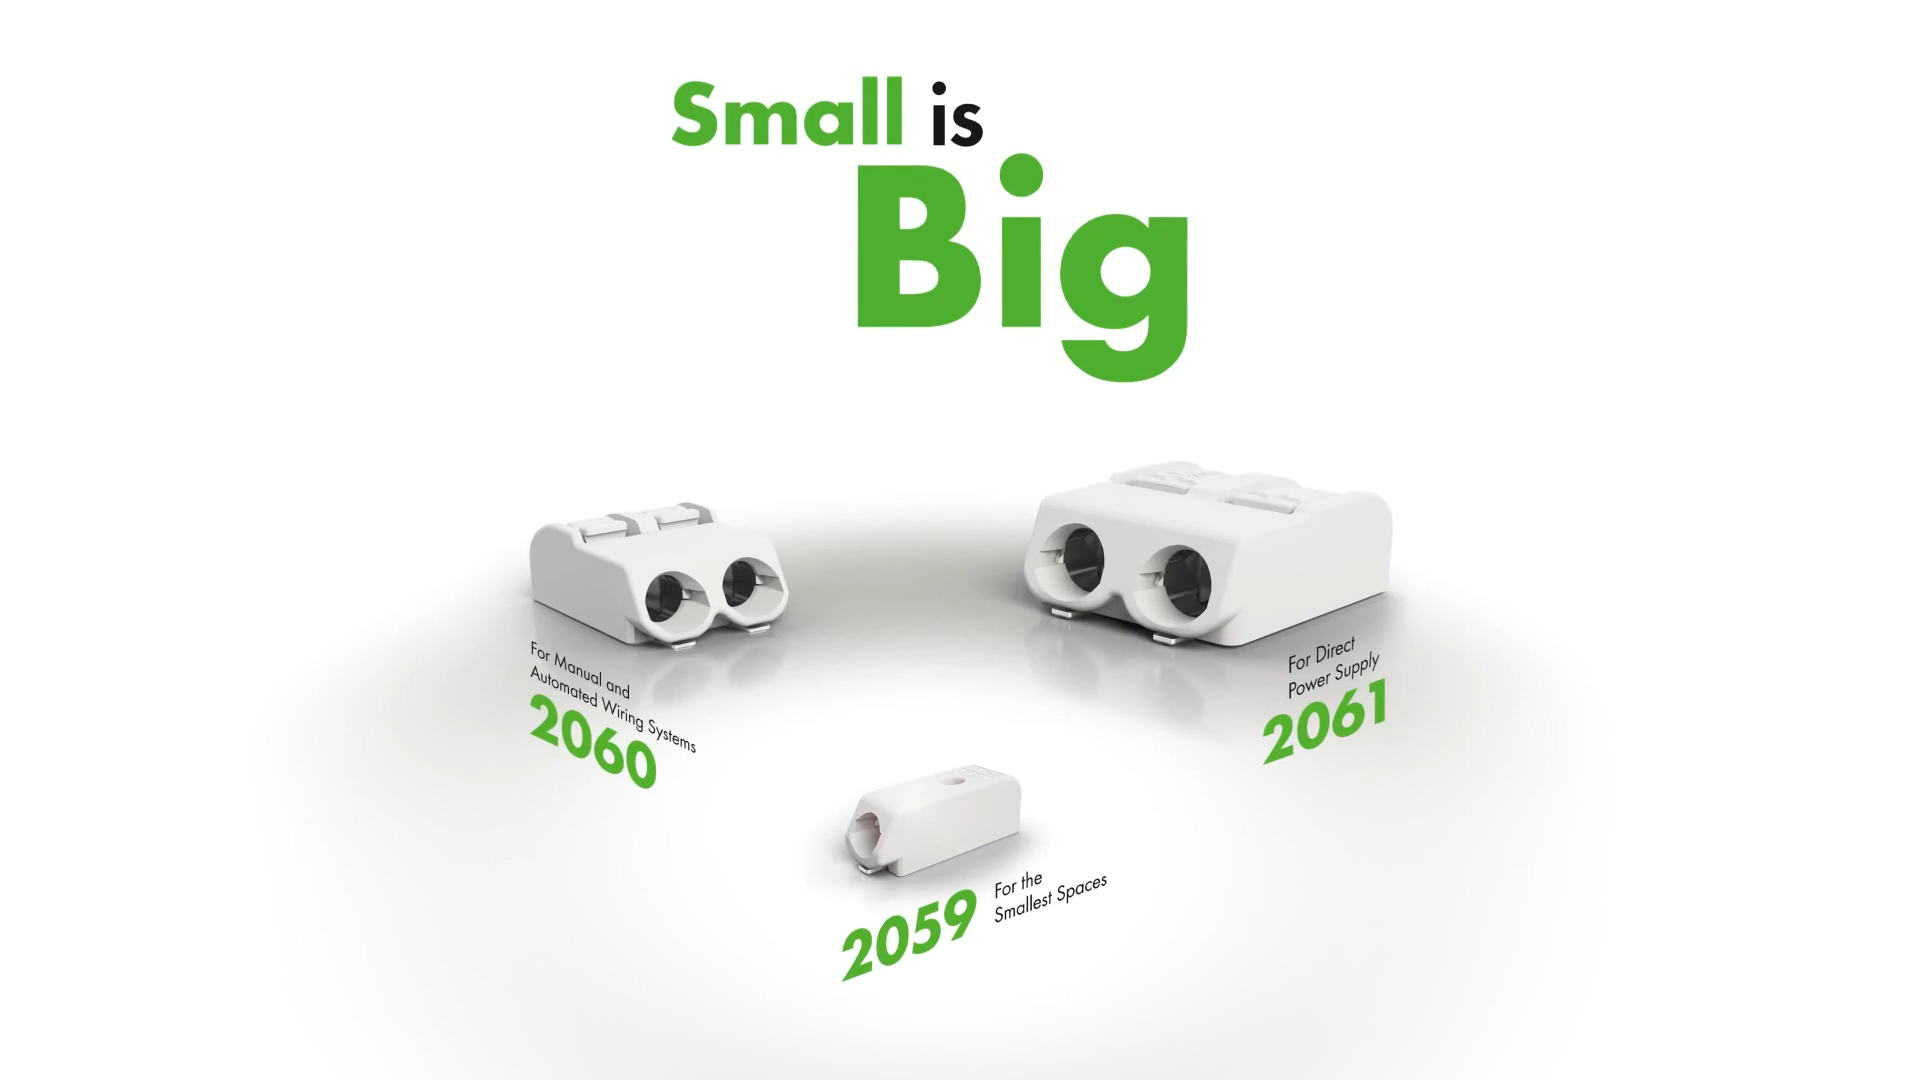 Small is
Big
For Manual and
Automated Wiring Systems
2060
For Direct
Power Supply
2061
2059
For the
Smallest Spaces